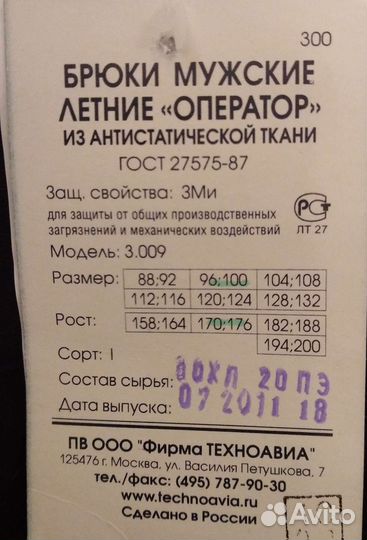 300
БРЮКИ МУЖСКИЕ
ЛЕТНИЕ «ОПЕРАТОР»
ИЗ АНТИСТАТИЧЕСКОЙ ТКАНИ
ГОСТ 27575-87
Защ. свойства: ЗМи
для защиты от общих производственных
загрязнений и механических воздействий
РСТ
ЛТ 27
Модель: 3.009
Размер: 88;92 96;100 104;108
112;116 120;124 128;132
Рост: 158;164 170;176 182;188
194;200
Сорт: I
Состав сырья: 80ХЛ 20 ПЭ
Дата выпуска: 07 2011 18
ПВ ООО "Фирма ТЕХНОАВИА"
125476 г. Москва, ул. Василия Петушкова, 7
тел./факс: (495) 787-90-30
www.technoavia.ru
Сделано в России
Avito